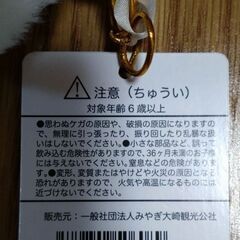 注意（ちゅうい）
対象年齢6歳以上
●思わぬケガの原因や、破損の原因になりますので、無理に引っ張ったり、振り回したり乱暴な扱いはしないでください。●小さな部品など、誤って飲み込む危険性がありますので、36ヶ月未満のお子様には与えないでください。窒息などの危険があります。●変形、変質またはやけどや火災の原因となる危険性がありますので、火気や高温になるものには近づけないでください。
販売元：一般社団法人みやぎ大崎観光公社